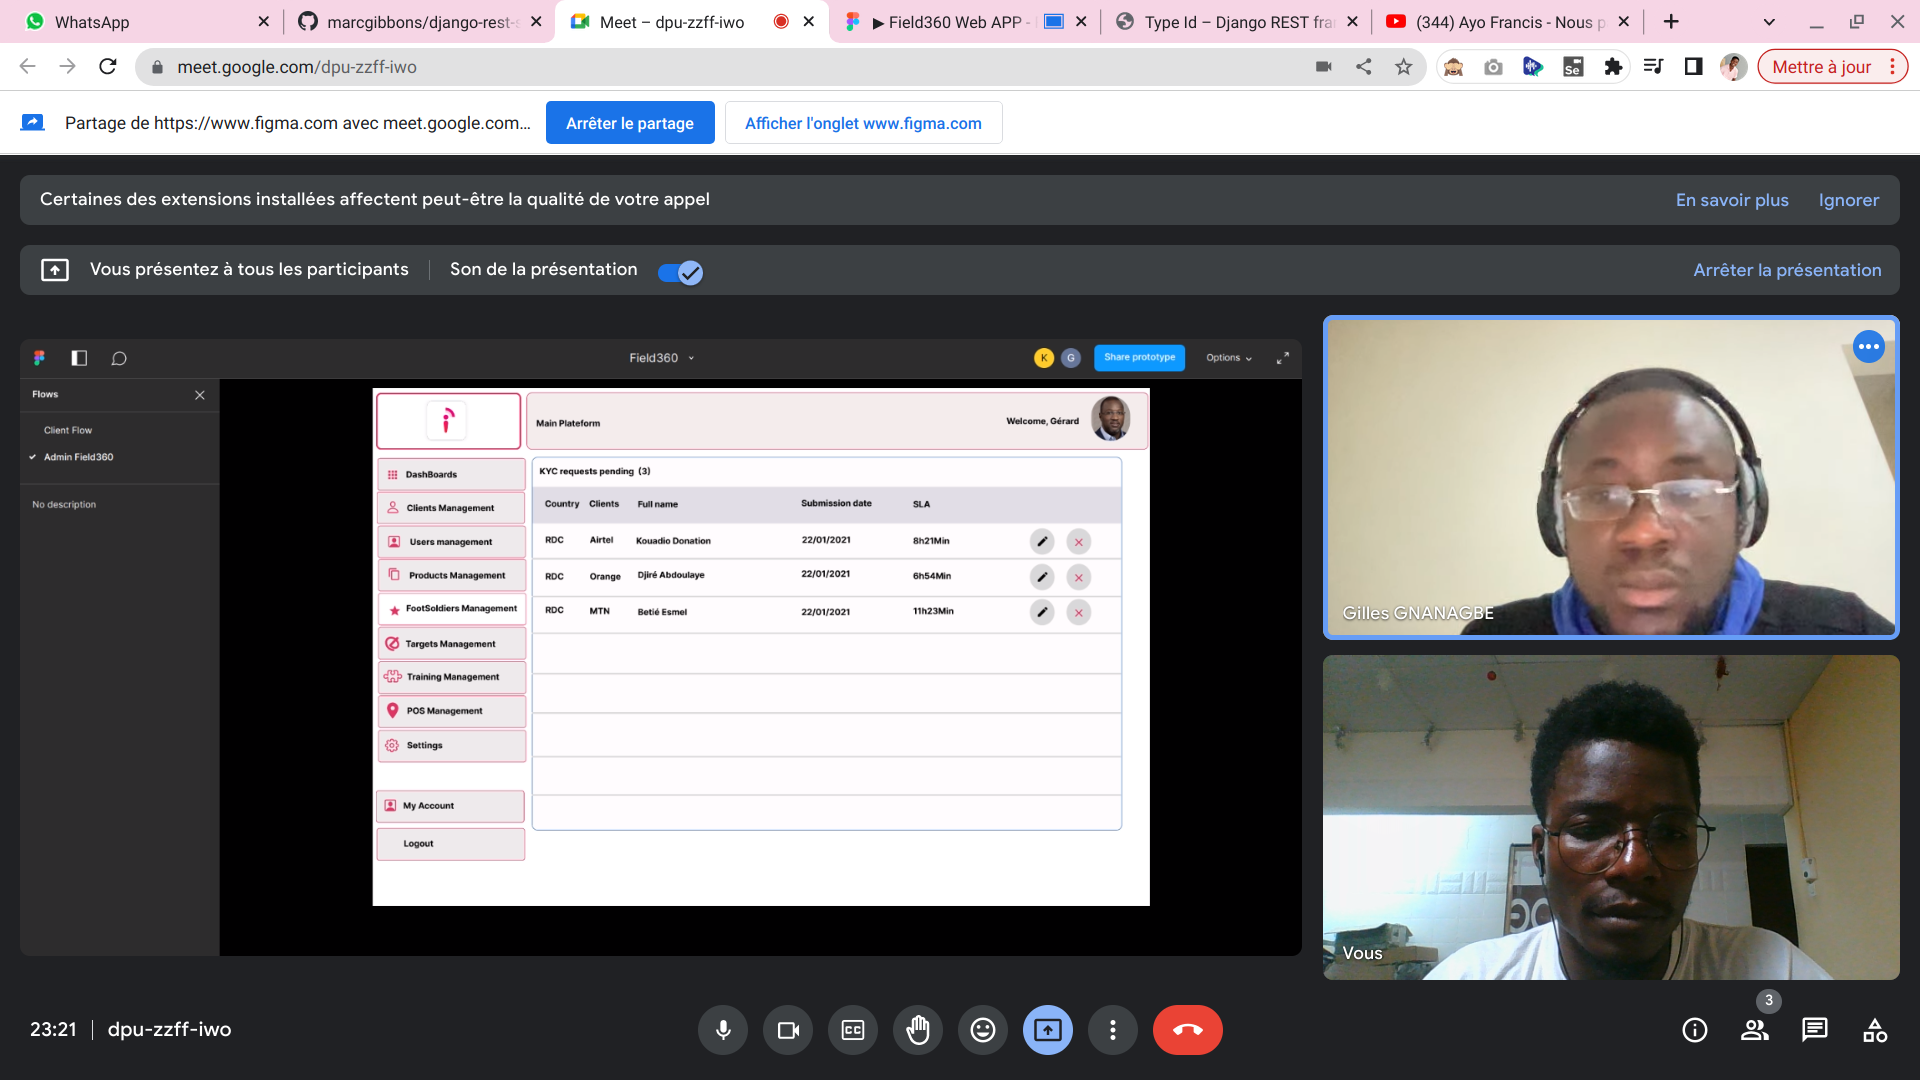 WhatsApp
marcgibbons/django-rest-s
Meet – dpu-zzff-iwo
▶ Field360 Web APP -
Type Id – Django REST fra
(344) Ayo Francis - Nous p
meet.google.com/dpu-zzff-iwo
Se
Mettre à jour
Partage de https://www.figma.com avec meet.google.com...
Arrêter le partage
Afficher l'onglet www.figma.com
Certaines des extensions installées affectent peut-être la qualité de votre appel
En savoir plus
Ignorer
Vous présentez à tous les participants
Son de la présentation
Arrêter la présentation
Field360
K
G
Share prototype
Options
Flows
Client Flow
Admin Field360
No description
Main Plateform
Welcome, Gérard
DashBoards
Clients Management
Users management
Products Management
FootSoldiers Management
Targets Management
Training Management
POS Management
Settings
My Account
Logout
KYC requests pending (3)
Country Clients Full name Submission date SLA
RDC Airtel Kouadio Donation 22/01/2021 8h21Min
RDC Orange Djiré Abdoulaye 22/01/2021 6h54Min
RDC MTN Betié Esmel 22/01/2021 11h23Min
Gilles GNANAGBE
Vous
23:21
dpu-zzff-iwo
CC
3